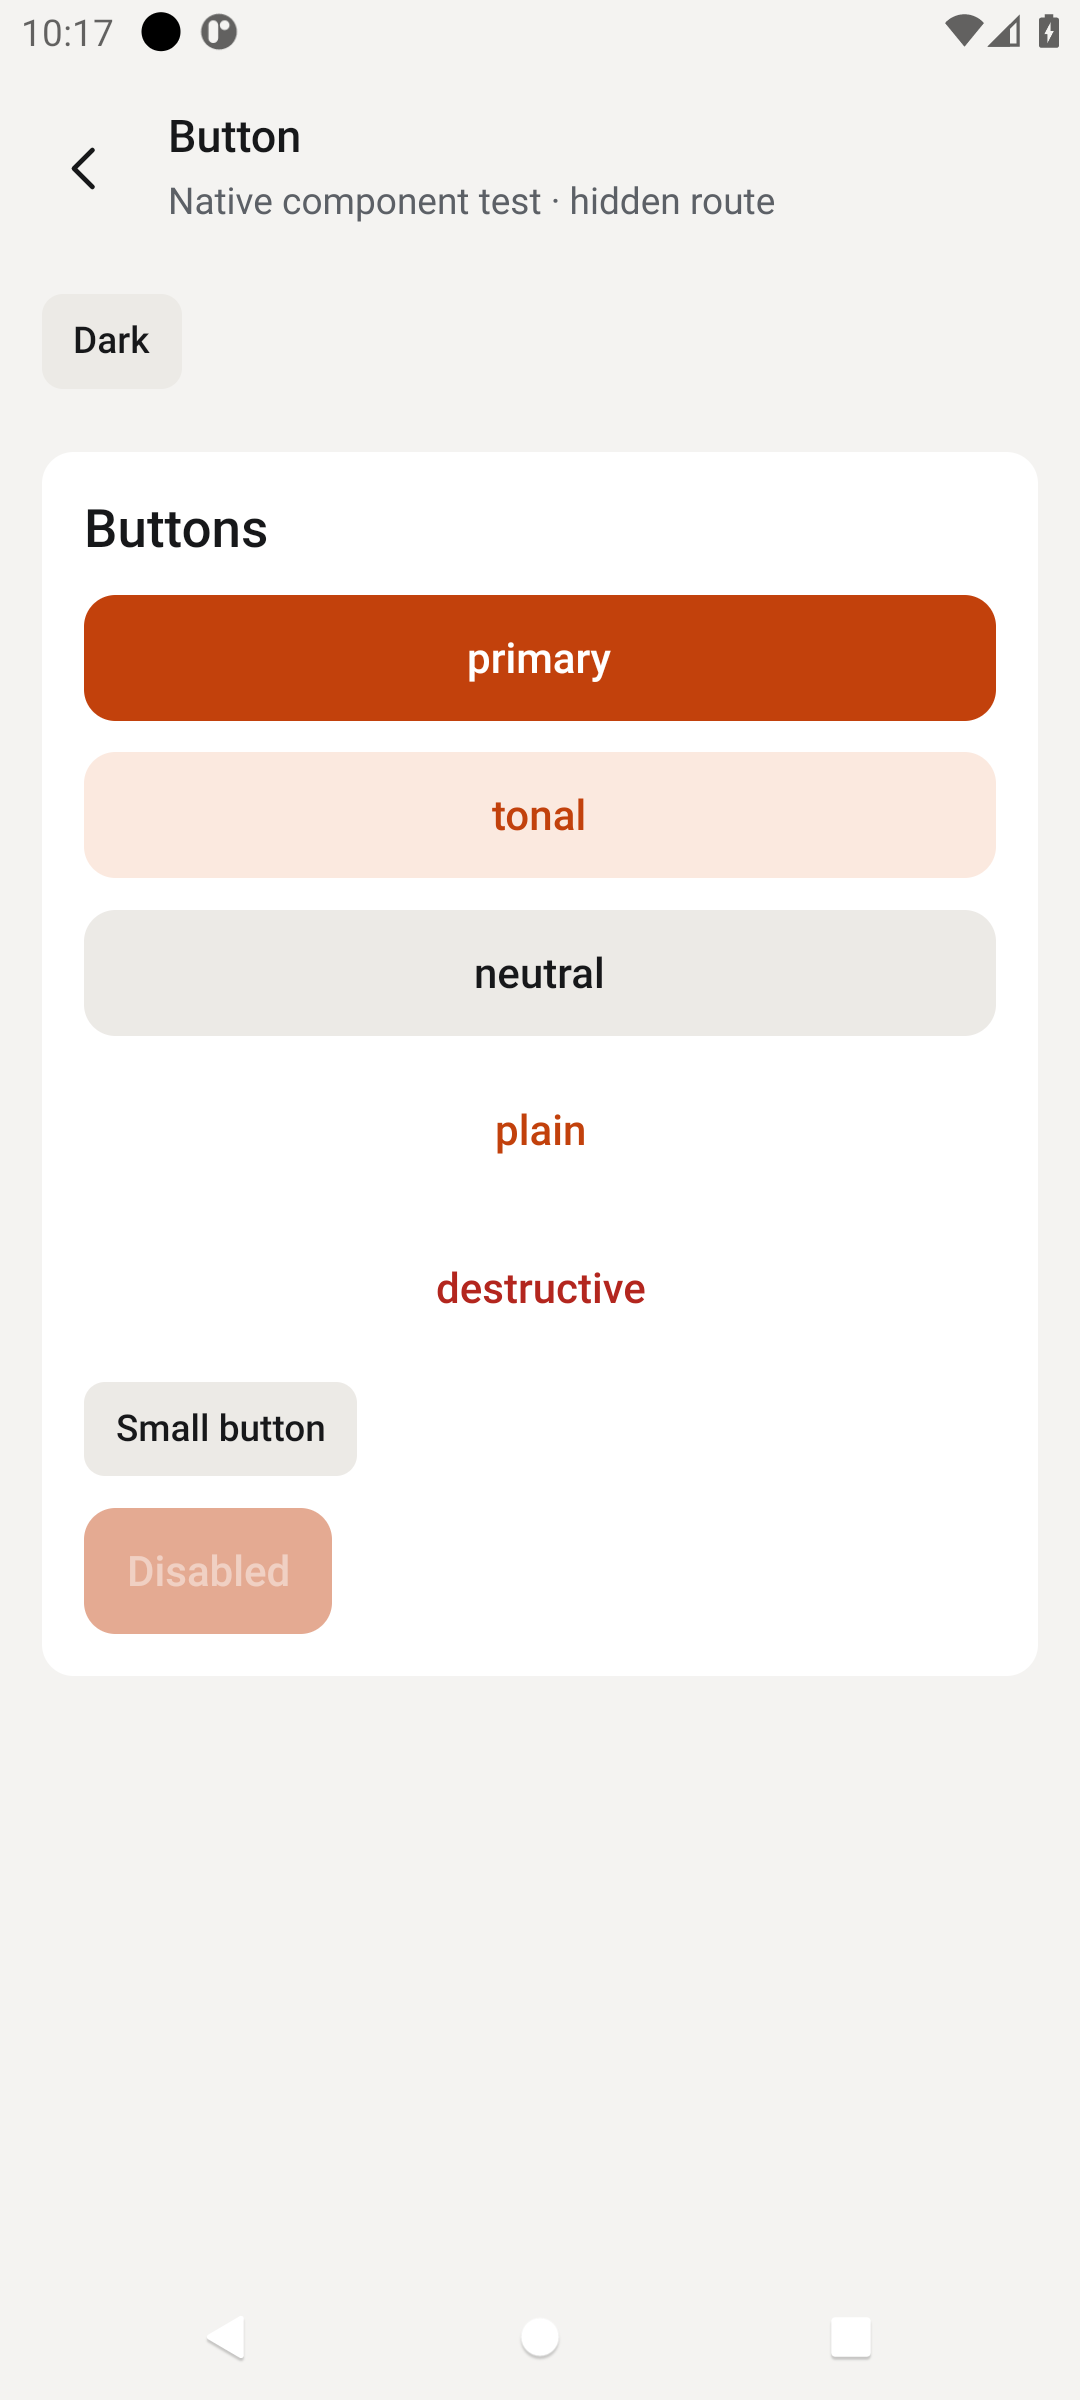 10:17
Button
Native component test · hidden route
Dark
Buttons
primary
tonal
neutral
plain
destructive
Small button
Disabled